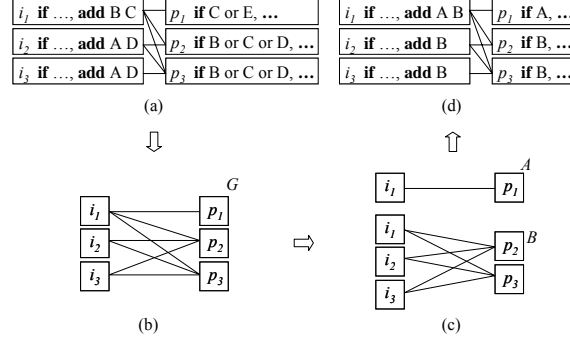 i1 if ..., add B C p1 if C or E, ...
i2 if ..., add A D p2 if B or C or D, ...
i3 if ..., add A D p3 if B or C or D, ...
(a)
i1 if ..., add A B p1 if A, ...
i2 if ..., add B p2 if B, ...
i3 if ..., add B p3 if B, ...
(d)
G
i1 p1
i2 p2
i3 p3
(b)
A
i1 p1
i1
i2 p2 B
i3 p3
(c)